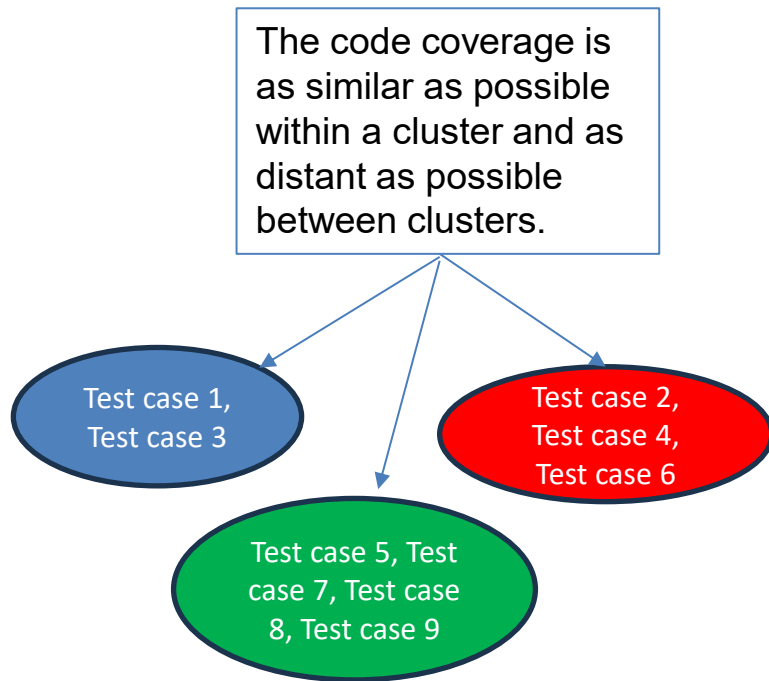 The code coverage is
as similar as possible
within a cluster and as
distant as possible
between clusters.
Test case 1,
Test case 3
Test case 2,
Test case 4,
Test case 6
Test case 5, Test
case 7, Test case
8, Test case 9